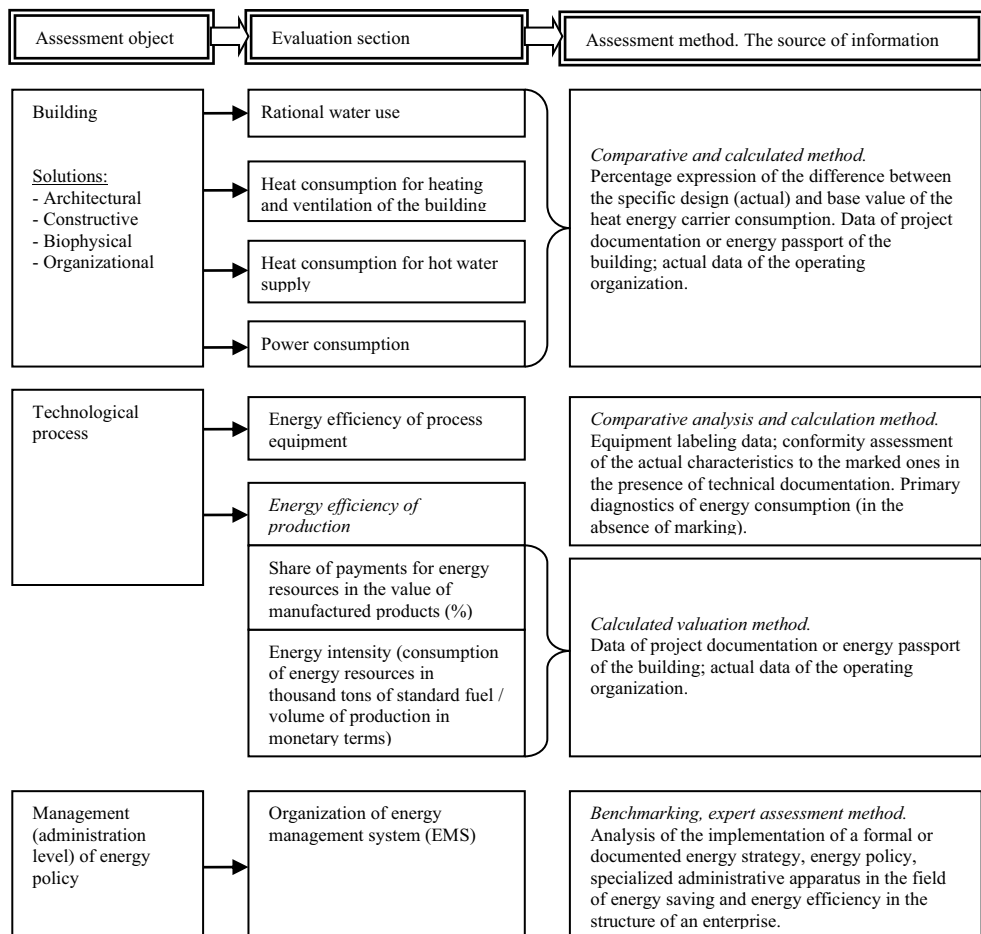 Assessment object
Evaluation section
Assessment method. The source of information
Building
Solutions:
- Architectural
- Constructive
- Biophysical
- Organizational
Rational water use
Heat consumption for heating
and ventilation of the building
Heat consumption for hot water
supply
Power consumption
Comparative and calculated method.
Percentage expression of the difference between
the specific design (actual) and base value of the
heat energy carrier consumption. Data of project
documentation or energy passport of the
building; actual data of the operating
organization.
Technological
process
Energy efficiency of process
equipment
Energy efficiency of
production
Share of payments for energy
resources in the value of
manufactured products (%)
Energy intensity (consumption
of energy resources in
thousand tons of standard fuel /
volume of production in
monetary terms)
Comparative analysis and calculation method.
Equipment labeling data; conformity assessment
of the actual characteristics to the marked ones in
the presence of technical documentation. Primary
diagnostics of energy consumption (in the
absence of marking).
Calculated valuation method.
Data of project documentation or energy passport
of the building; actual data of the operating
organization.
Management
(administration
level) of energy
policy
Organization of energy
management system (EMS)
Benchmarking, expert assessment method.
Analysis of the implementation of a formal or
documented energy strategy, energy policy,
specialized administrative apparatus in the field
of energy saving and energy efficiency in the
structure of an enterprise.